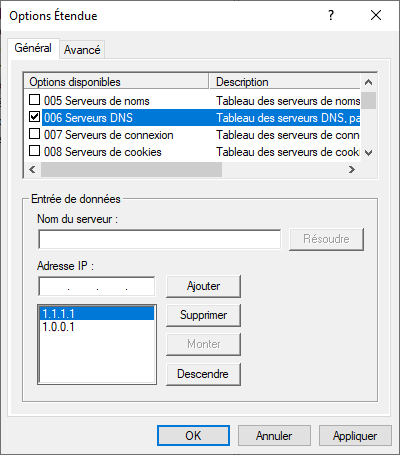 Options Étendue
Général Avancé
Options disponibles Description
005 Serveurs de noms Tableau des serveurs de noms
006 Serveurs DNS Tableau des serveurs DNS, pa
007 Serveurs de connexion Tableau des serveurs de conn
008 Serveurs de cookies Tableau des serveurs de cook
Entrée de données
Nom du serveur :
Résoudre
Adresse IP :
. . . Ajouter
1.1.1.1 Supprimer
1.0.0.1
Monter
Descendre
OK Annuler Appliquer